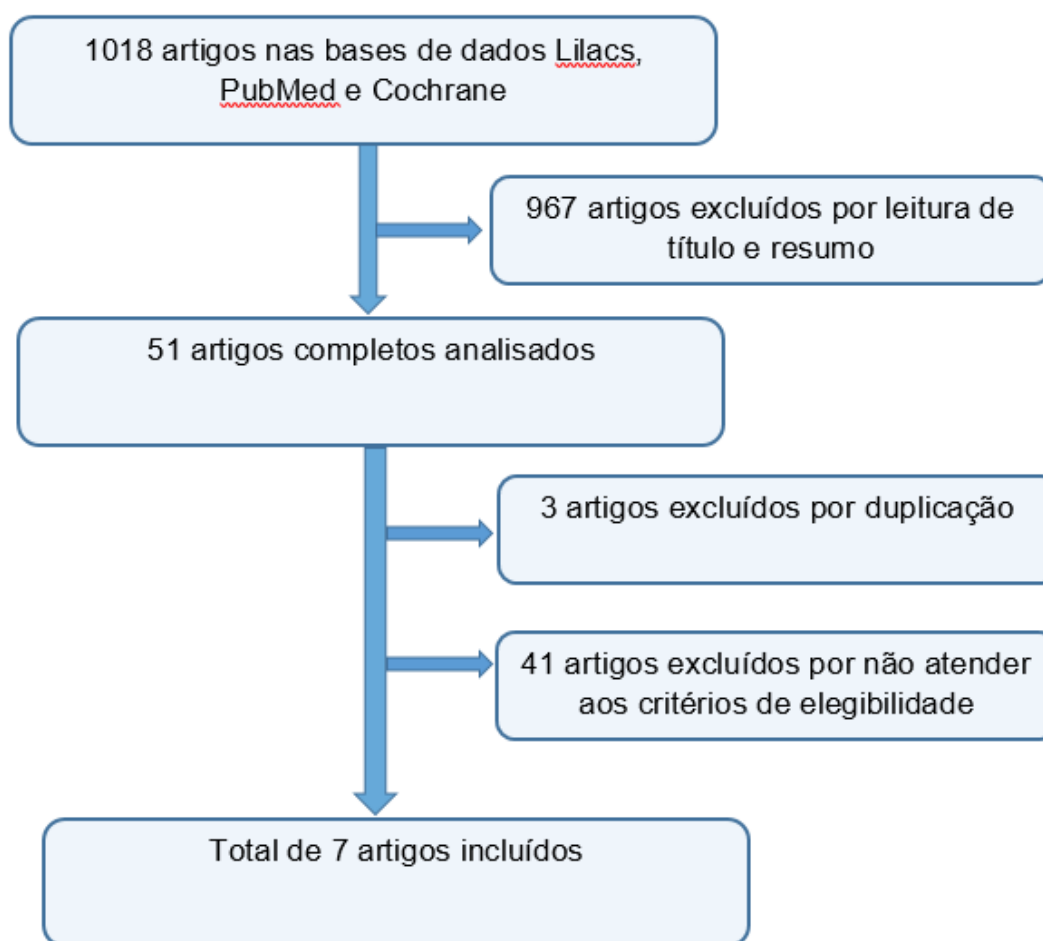 1018 artigos nas bases de dados Lilacs,
PubMed e Cochrane
967 artigos excluídos por leitura de
título e resumo
51 artigos completos analisados
3 artigos excluídos por duplicação
41 artigos excluídos por não atender
aos critérios de elegibilidade
Total de 7 artigos incluídos